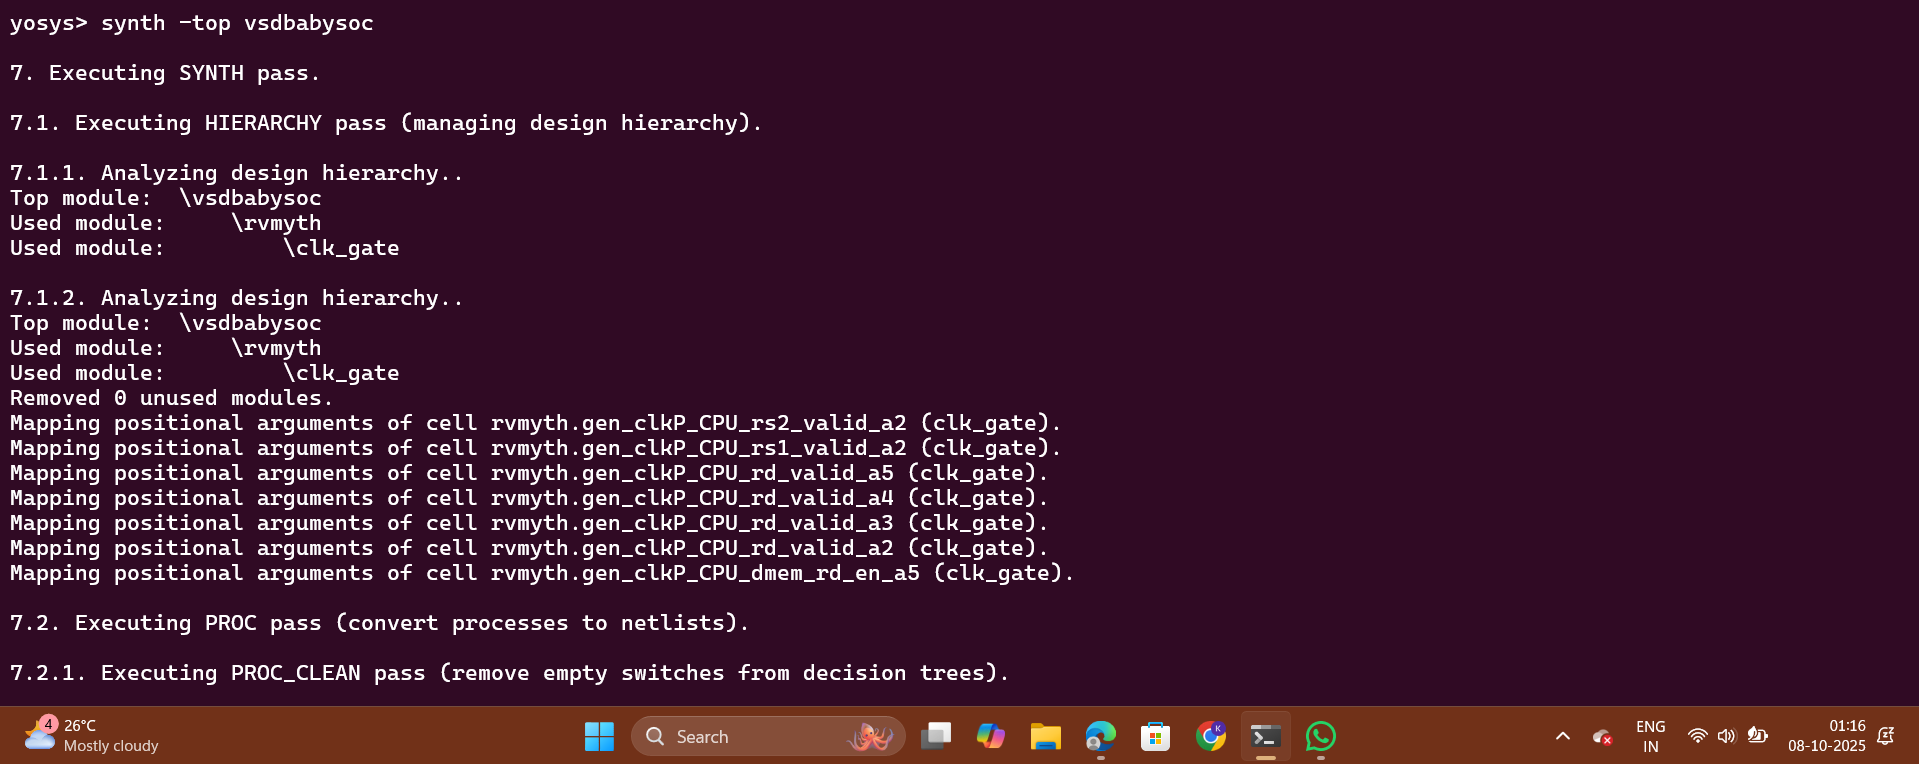 yosys> synth -top vsdbabysoc
7. Executing SYNTH pass.
7.1. Executing HIERARCHY pass (managing design hierarchy).
7.1.1. Analyzing design hierarchy..
Top module:  \vsdbabysoc
Used module:     \rvmyth
Used module:         \clk_gate
7.1.2. Analyzing design hierarchy..
Top module:  \vsdbabysoc
Used module:     \rvmyth
Used module:         \clk_gate
Removed 0 unused modules.
Mapping positional arguments of cell rvmyth.gen_clkP_CPU_rs2_valid_a2 (clk_gate).
Mapping positional arguments of cell rvmyth.gen_clkP_CPU_rs1_valid_a2 (clk_gate).
Mapping positional arguments of cell rvmyth.gen_clkP_CPU_rd_valid_a5 (clk_gate).
Mapping positional arguments of cell rvmyth.gen_clkP_CPU_rd_valid_a4 (clk_gate).
Mapping positional arguments of cell rvmyth.gen_clkP_CPU_rd_valid_a3 (clk_gate).
Mapping positional arguments of cell rvmyth.gen_clkP_CPU_rd_valid_a2 (clk_gate).
Mapping positional arguments of cell rvmyth.gen_clkP_CPU_dmem_rd_en_a5 (clk_gate).
7.2. Executing PROC pass (convert processes to netlists).
7.2.1. Executing PROC_CLEAN pass (remove empty switches from decision trees).
4
26°C
Mostly cloudy
Search
K
ENG
IN
01:16
08-10-2025